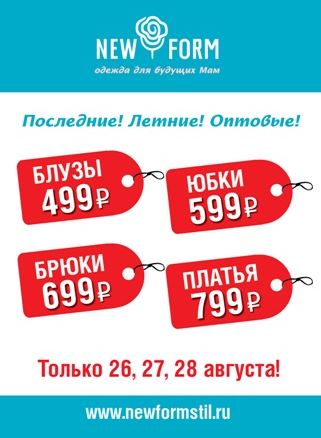 NEW FORM
одежда для будущих Мам
Последние! Летние! Оптовые!
БЛУЗЫ
499₽
ЮБКИ
599₽
БРЮКИ
699₽
ПЛАТЬЯ
799₽
Только 26, 27, 28 августа!
www.newformstil.ru